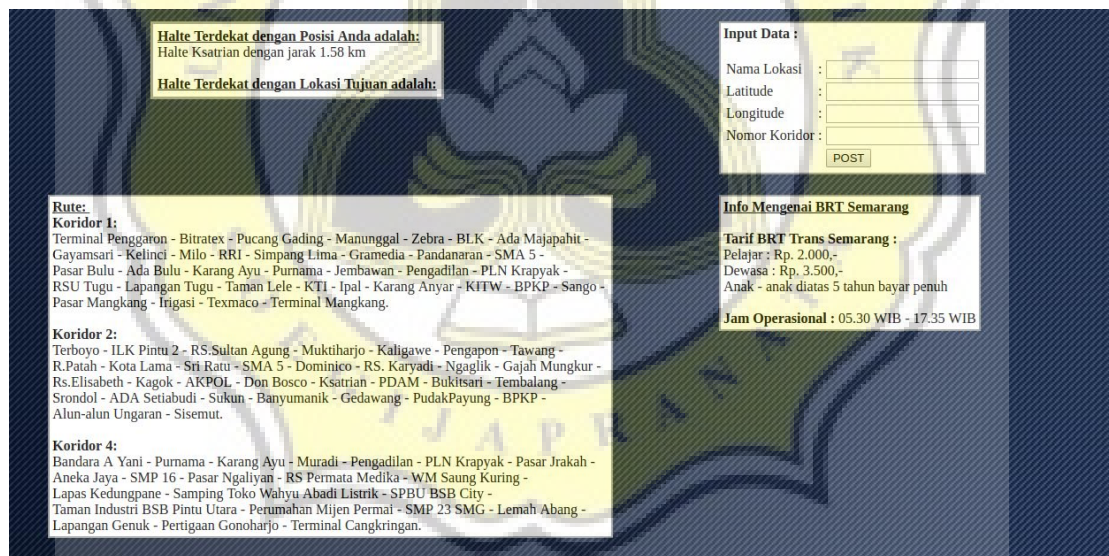 Halte Terdekat dengan Posisi Anda adalah:
Halte Ksatrian dengan jarak 1.58 km
Halte Terdekat dengan Lokasi Tujuan adalah:
Input Data :
Nama Lokasi :
Latitude :
Longitude :
Nomor Koridor :
POST
Rute:
Koridor 1:
Terminal Penggaron - Bitratex - Pucang Gading - Manunggal - Zebra - BLK - Ada Majapahit -
Gayamsari - Kelinci - Milo - RRI - Simpang Lima - Gramedia - Pandanaran - SMA 5 -
Pasar Bulu - Ada Bulu - Karang Ayu - Purnama - Jembawan - Pengadilan - PLN Krapyak -
RSU Tugu - Lapangan Tugu - Taman Lele - KTI - Ipal - Karang Anyar - KITW - BPKP - Sango -
Pasar Mangkang - Irigasi - Texmaco - Terminal Mangkang.
Koridor 2:
Terboyo - ILK Pintu 2 - RS.Sultan Agung - Muktiharjo - Kaligawe - Pengapon - Tawang -
R.Patah - Kota Lama - Sri Ratu - SMA 5 - Dominico - RS. Karyadi - Ngaglik - Gajah Mungkur -
Rs.Elisabeth - Kagok - AKPOL - Don Bosco - Ksatrian - PDAM - Bukitsari - Tembalang -
Srondol - ADA Setiabudi - Sukun - Banyumanik - Gedawang - PudakPayung - BPKP -
Alun-alun Ungaran - Sisemut.
Koridor 4:
Bandara A Yani - Purnama - Karang Ayu - Muradi - Pengadilan - PLN Krapyak - Pasar Jrakah -
Aneka Jaya - SMP 16 - Pasar Ngaliyan - RS Permata Medika - WM Saung Kuring -
Lapas Kedungpane - Samping Toko Wahyu Abadi Listrik - SPBU BSB City -
Taman Industri BSB Pintu Utara - Perumahan Mijen Permai - SMP 23 SMG - Lemah Abang -
Lapangan Genuk - Pertigaan Gonoharjo - Terminal Cangkringan.
Info Mengenai BRT Semarang
Tarif BRT Trans Semarang :
Pelajar : Rp. 2.000,-
Dewasa : Rp. 3.500,-
Anak - anak diatas 5 tahun bayar penuh
Jam Operasional : 05.30 WIB - 17.35 WIB